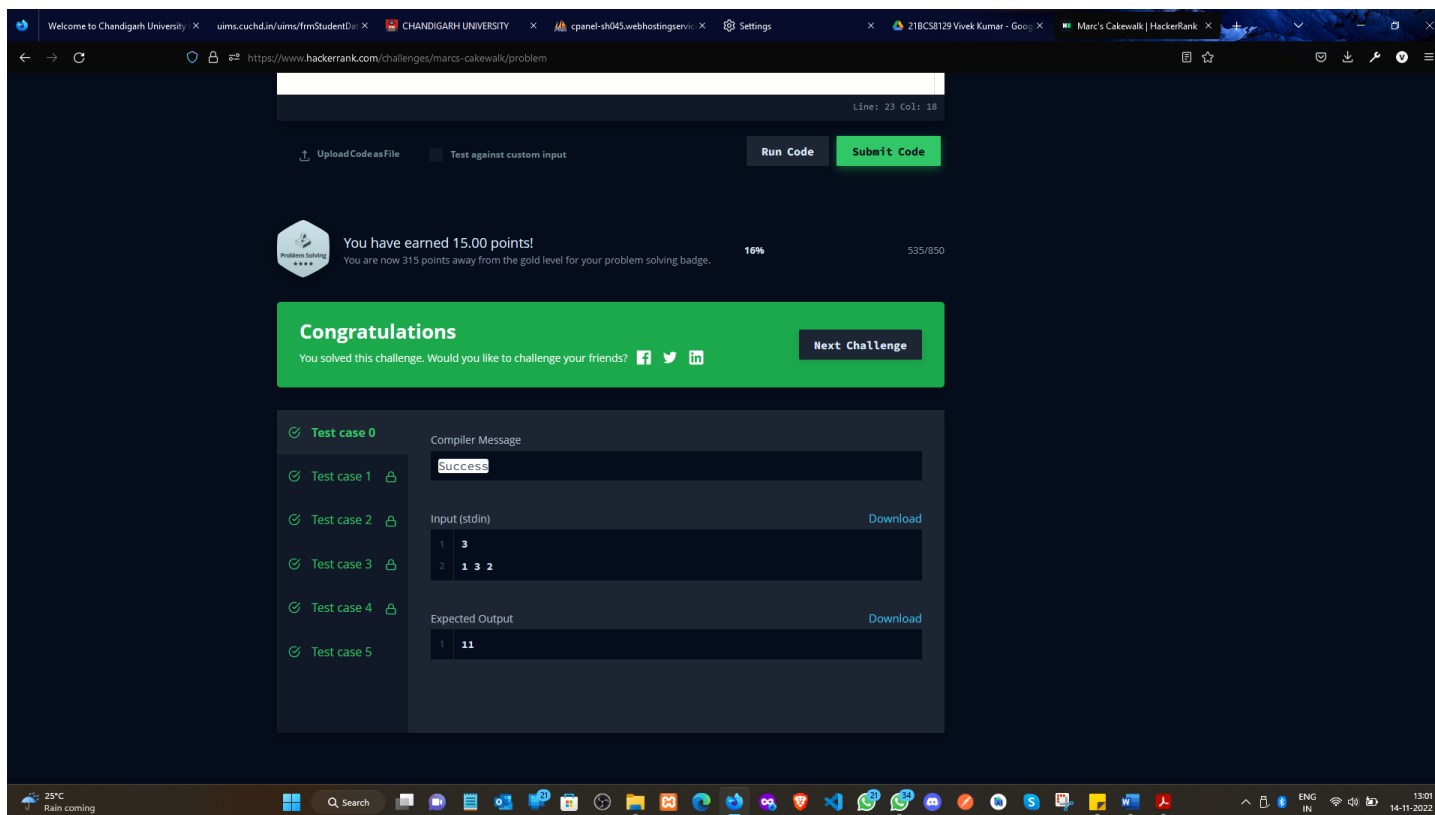 Welcome to Chandigarh University
uims.cuchd.in/uims/frmStudentDa
CHANDIGARH UNIVERSITY
cpanel-sh045.webhostingservic
Settings
21BCS8129 Vivek Kumar - Goog
Marc's Cakewalk | HackerRank
https://www.hackerrank.com/challenges/marcs-cakewalk/problem
Line: 23 Col: 18
Upload Code as File
Test against custom input
Run Code
Submit Code
Problem Solving
You have earned 15.00 points!
You are now 315 points away from the gold level for your problem solving badge.
16%
535/850
Congratulations
You solved this challenge. Would you like to challenge your friends?
Next Challenge
Test case 0
Test case 1
Test case 2
Test case 3
Test case 4
Test case 5
Compiler Message
Success
Input (stdin)
Download
1 3
2 1 3 2
Expected Output
Download
1 11
25°C
Rain coming
Search
21
21
34
ENG
IN
13:01
14-11-2022